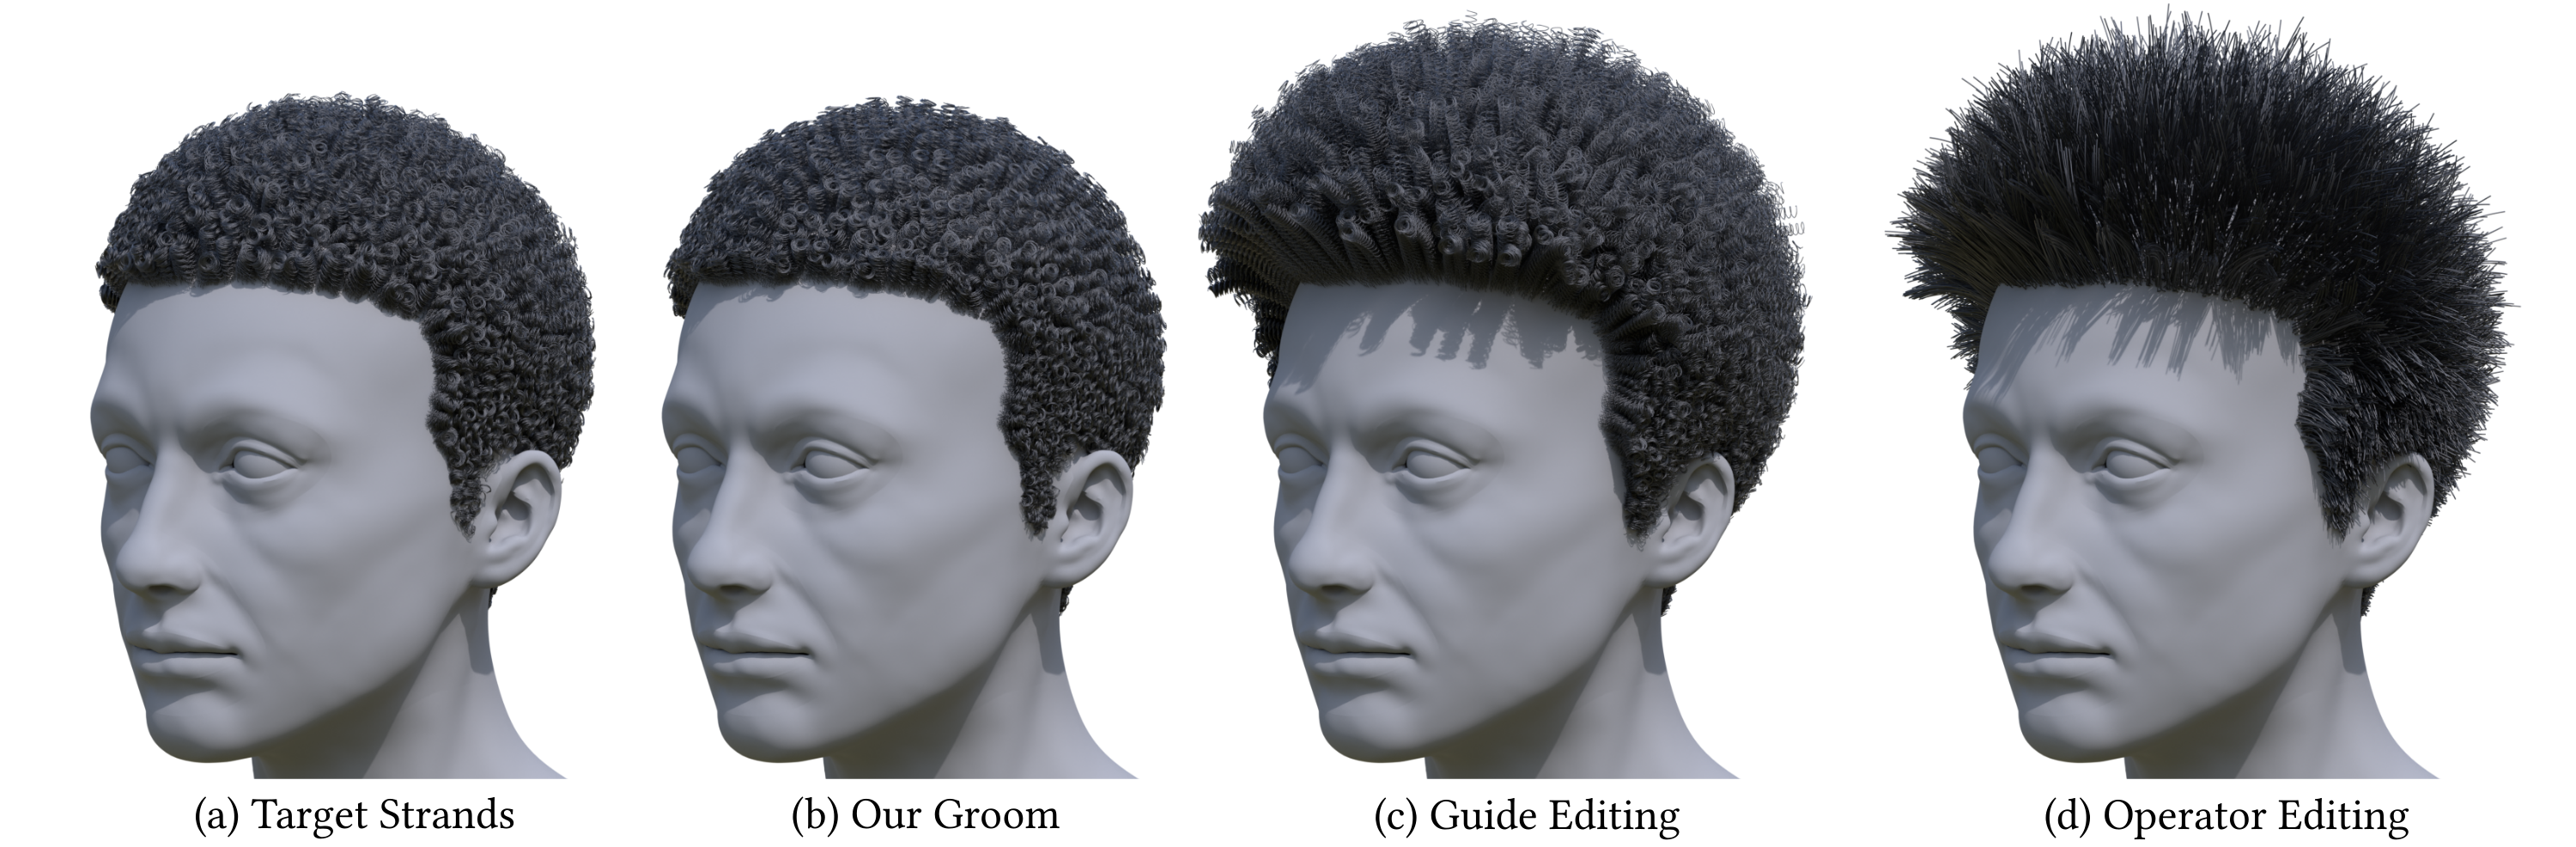 (a) Target Strands
(b) Our Groom
(c) Guide Editing
(d) Operator Editing